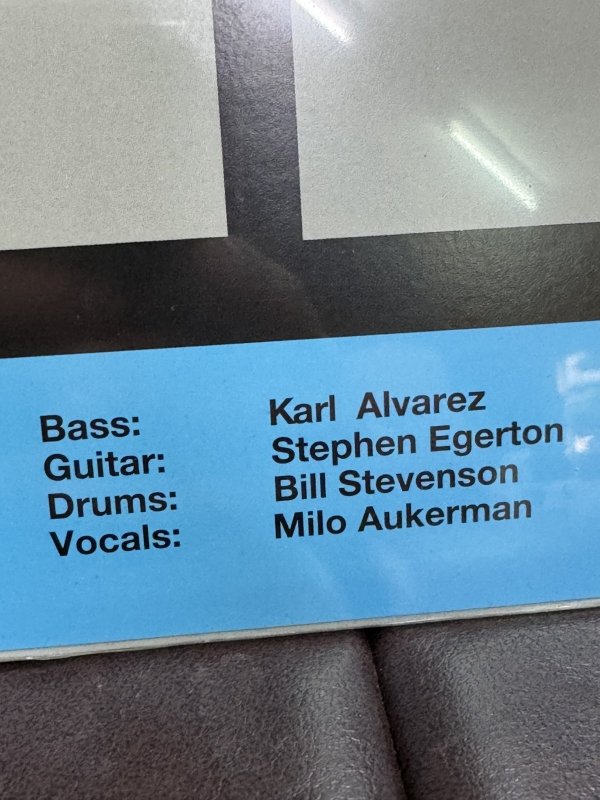 Bass: Karl Alvarez
Guitar: Stephen Egerton
Drums: Bill Stevenson
Vocals: Milo Aukerman